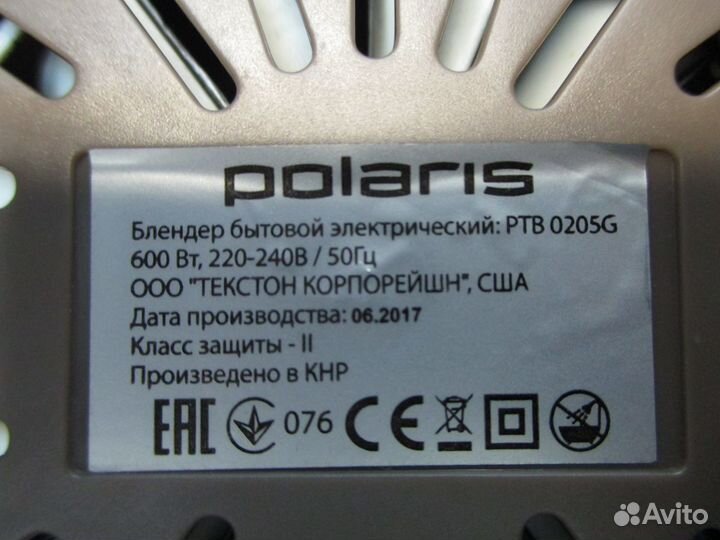 polaris
Блендер бытовой электрический: PTB 0205G
600 Вт, 220-240В / 50Гц
ООО "ТЕКСТОН КОРПОРЕЙШН", США
Дата производства: 06.2017
Класс защиты - II
Произведено в КНР
EAC 076 CE
Avito